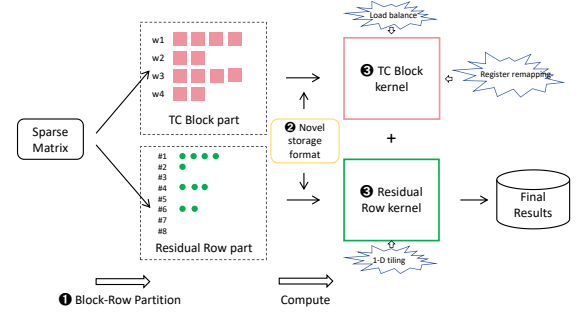 Load balance
w1
w2
w3
w4
TC Block part
❸ TC Block
kernel
Register remapping
Sparse
Matrix
❷ Novel
storage
format
+
#1
#2
#3
#4
#5
#6
#7
#8
Residual Row part
❸ Residual
Row kernel
Final
Results
1-D tiling
❶ Block-Row Partition
Compute